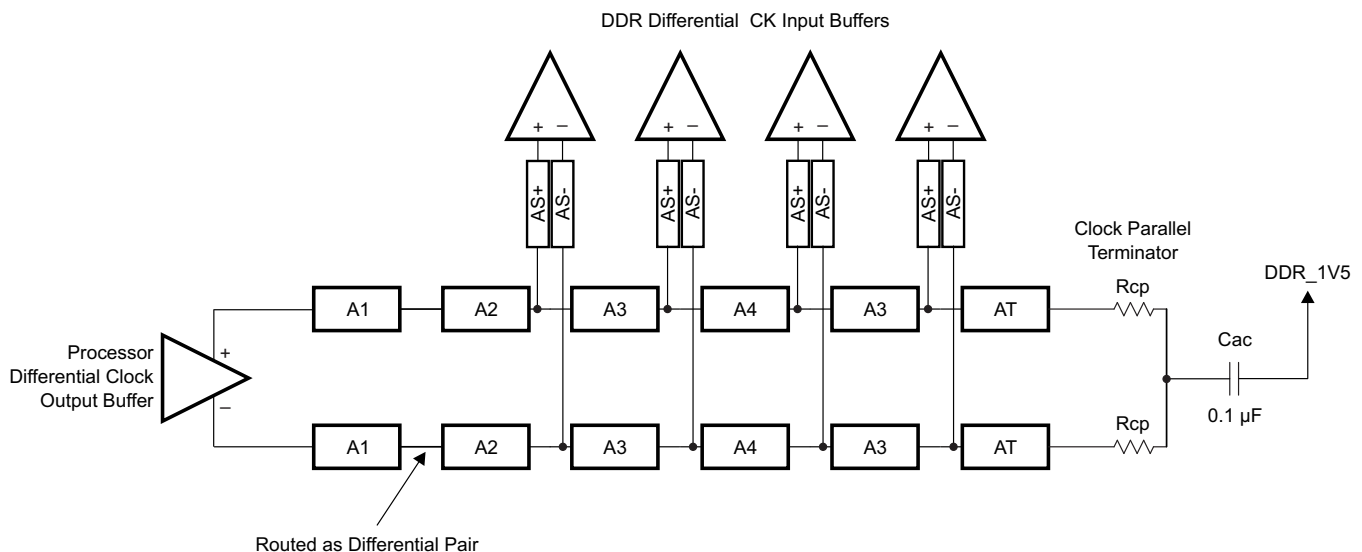 DDR Differential CK Input Buffers
+ − + − + − + −
AS+ AS- AS+ AS- AS+ AS- AS+ AS-
Clock Parallel
Terminator
DDR_1V5
A1 A2 A3 A4 A3 AT Rcp
Processor
Differential Clock
Output Buffer
+
−
Cac
0.1 µF
A1 A2 A3 A4 A3 AT Rcp
Routed as Differential Pair